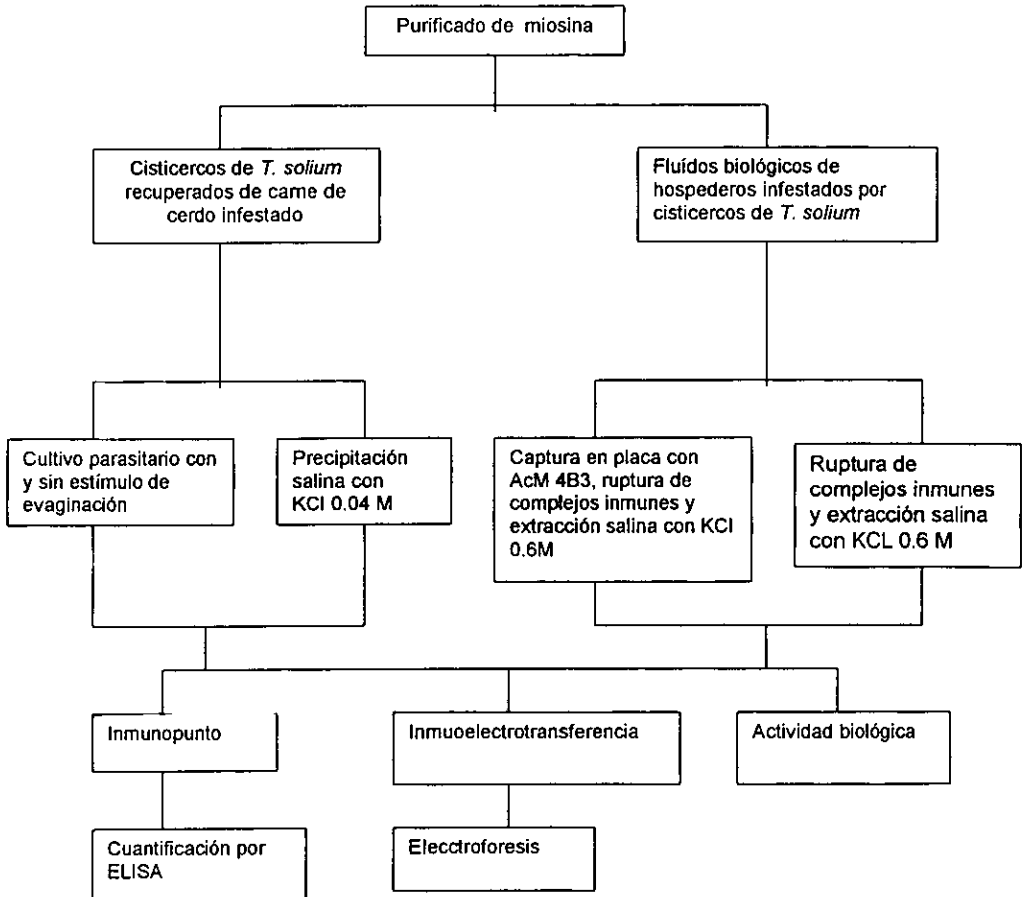 Purificado de miosina
Cisticercos de T. solium
recuperados de carne de
cerdo infestado
Fluídos biológicos de
hospederos infestados por
cisticercos de T. solium
Cultivo parasitario con
y sin estímulo de
evaginación
Precipitación
salina con
KCl 0.04 M
Captura en placa con
AcM 4B3, ruptura de
complejos inmunes y
extracción salina con KCl
0.6M
Ruptura de
complejos inmunes
y extracción salina
con KCL 0.6 M
Inmunopunto
Inmuoelectrotransferencia
Actividad biológica
Cuantificación por
ELISA
Elecctroforesis